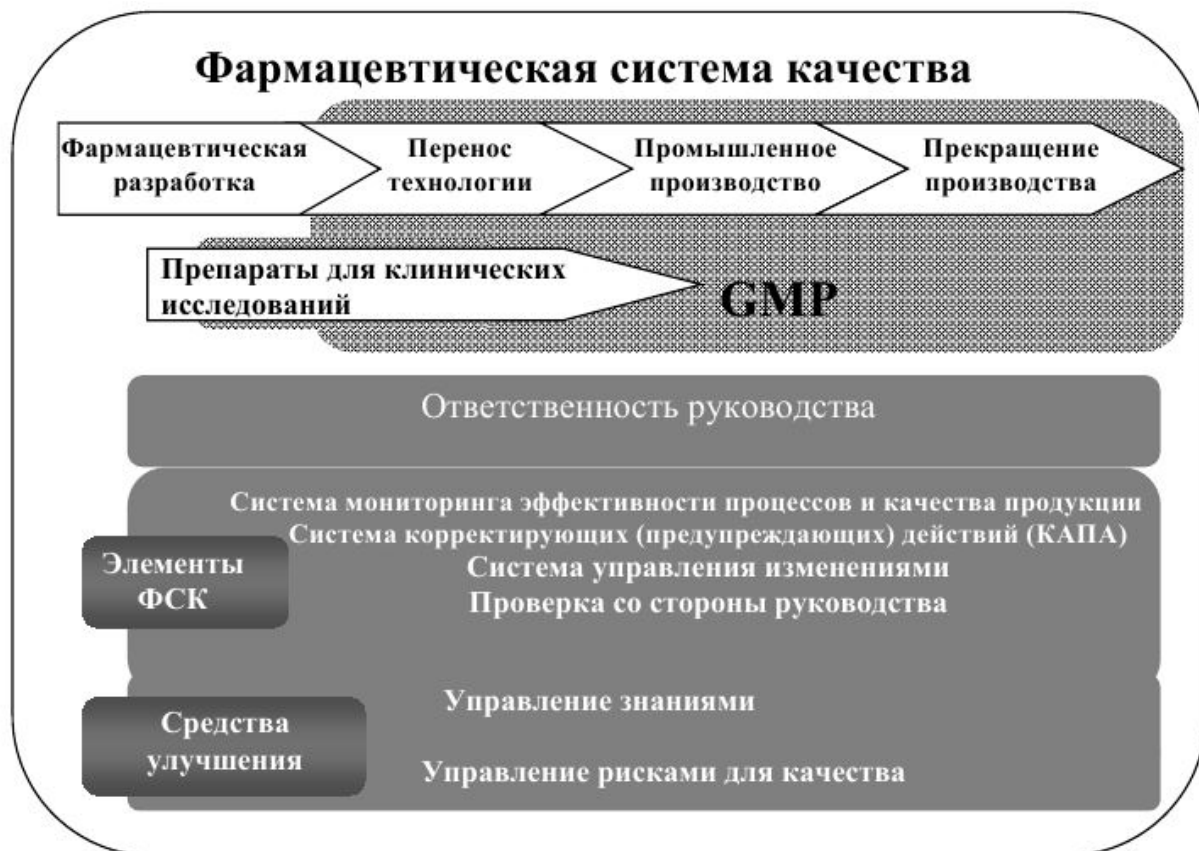 Фармацевтическая система качества
Фармацевтическая
разработка
Перенос
технологии
Промышленное
производство
Прекращение
производства
Препараты для клинических
исследований
GMP
Ответственность руководства
Система мониторинга эффективности процессов и качества продукции
Система корректирующих (предупреждающих) действий (КАПА)
Система управления изменениями
Проверка со стороны руководства
Элементы
ФСК
Управление знаниями
Средства
улучшения
Управление рисками для качества